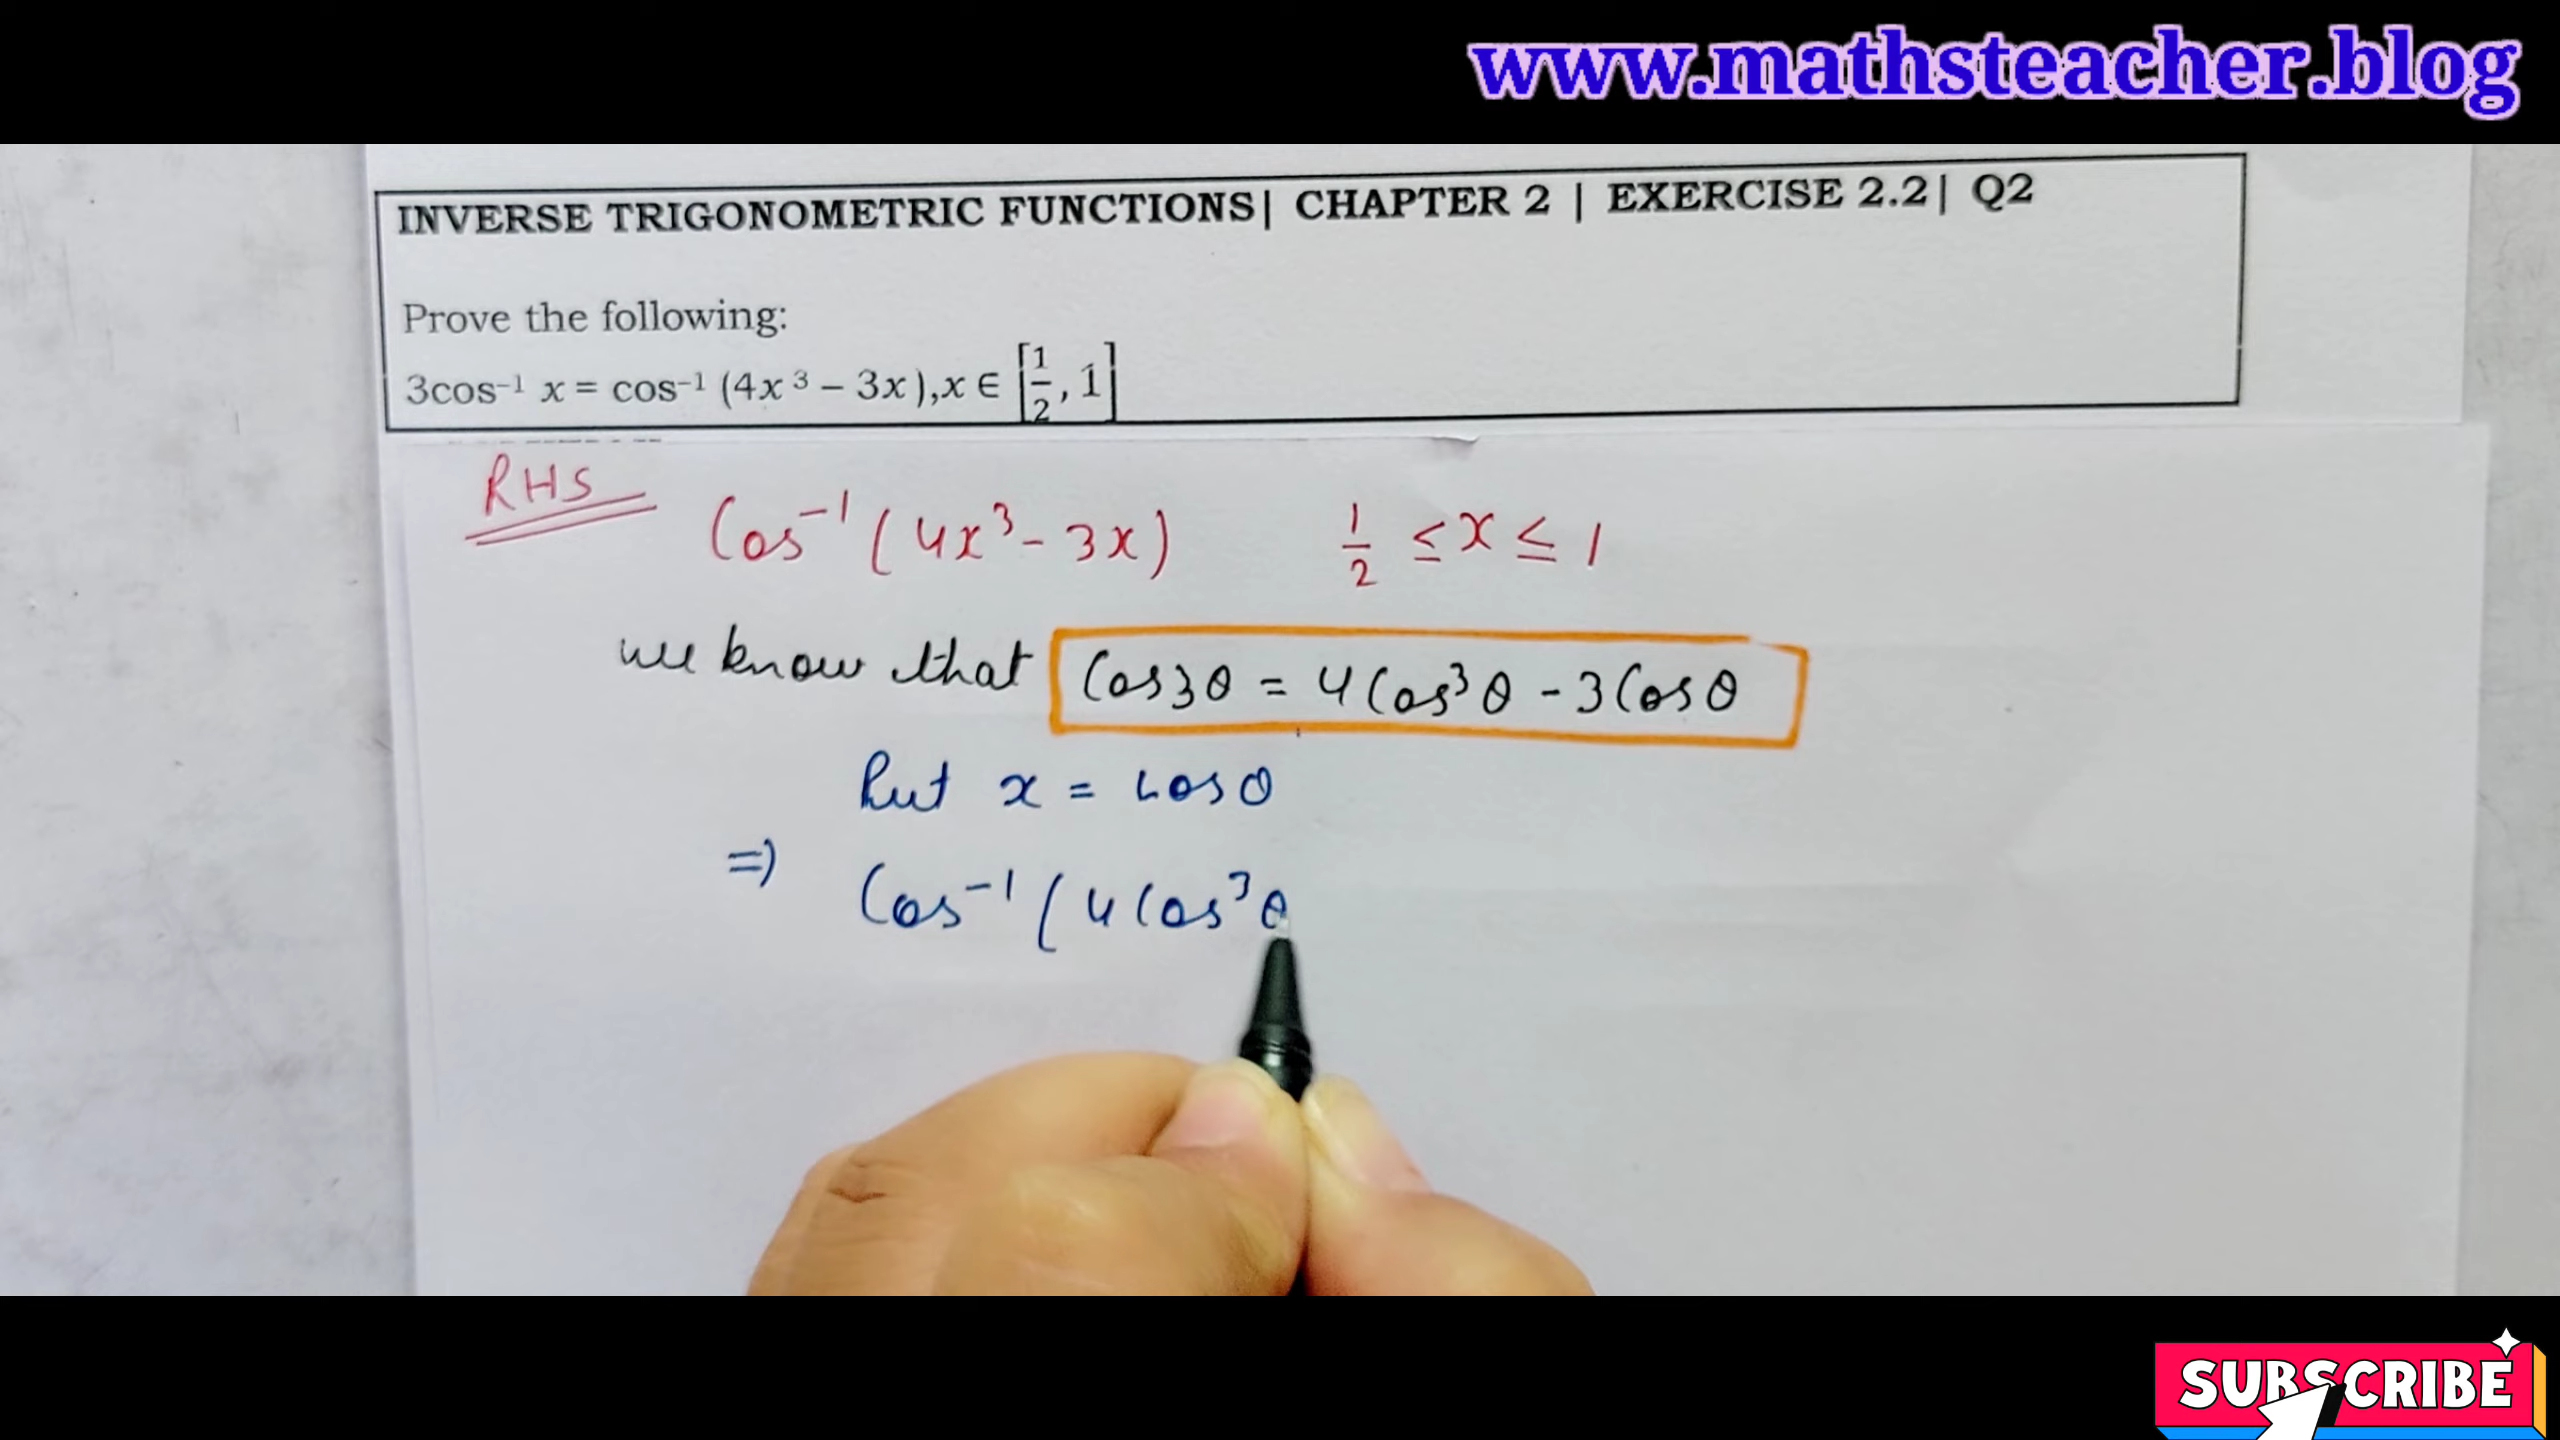 www.mathsteacher.blog
INVERSE TRIGONOMETRIC FUNCTIONS| CHAPTER 2 | EXERCISE 2.2| Q2
Prove the following:
3cos⁻¹ x = cos⁻¹ (4x³ – 3x),x ∈ [1/2, 1]
RHS
Cos⁻¹(4x³ - 3x) 1/2 ≤ x ≤ 1
we know that Cos3θ = 4Cos³θ - 3Cosθ
Put x = cosθ
=> Cos⁻¹(4Cos³θ
SUBSCRIBE